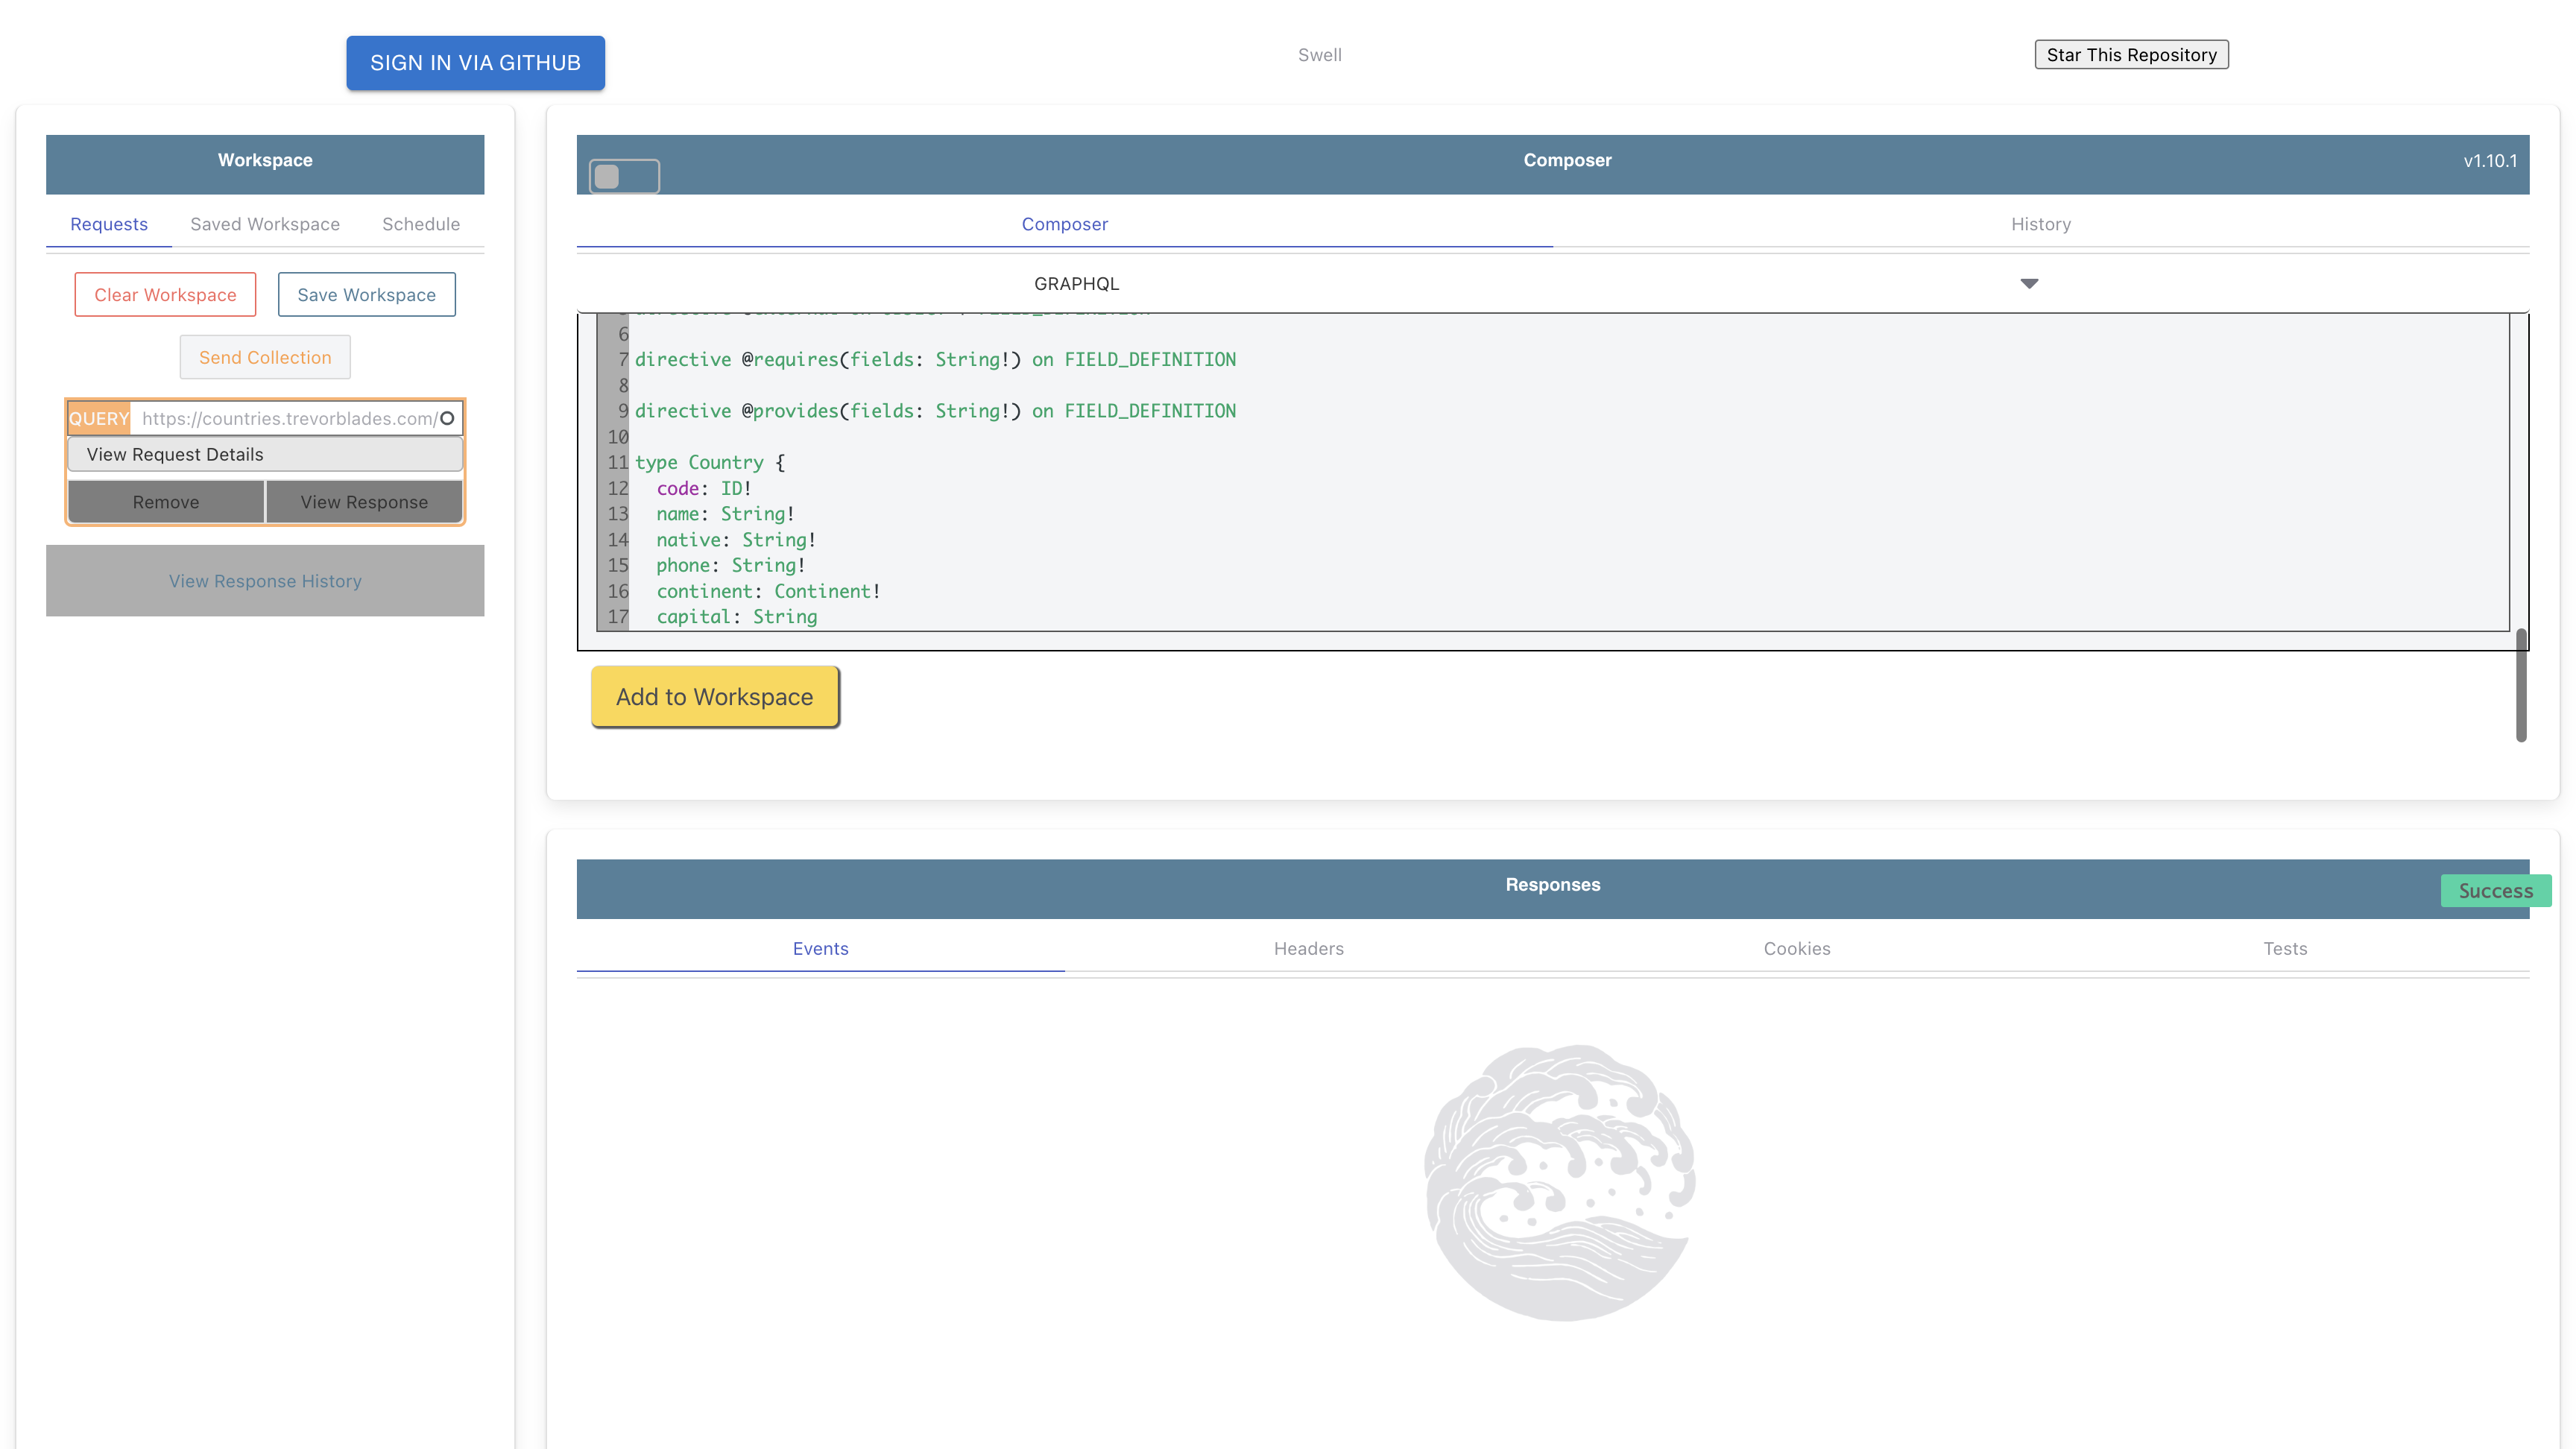 SIGN IN VIA GITHUB
Swell
Star This Repository
Workspace
Requests
Saved Workspace
Schedule
Clear Workspace
Save Workspace
Send Collection
QUERY https://countries.trevorblades.com/
View Request Details
Remove
View Response
View Response History
Composer
v1.10.1
Composer
History
GRAPHQL
6
7 directive @requires(fields: String!) on FIELD_DEFINITION
8
9 directive @provides(fields: String!) on FIELD_DEFINITION
10
11 type Country {
12 code: ID!
13 name: String!
14 native: String!
15 phone: String!
16 continent: Continent!
17 capital: String
Add to Workspace
Responses
Success
Events
Headers
Cookies
Tests